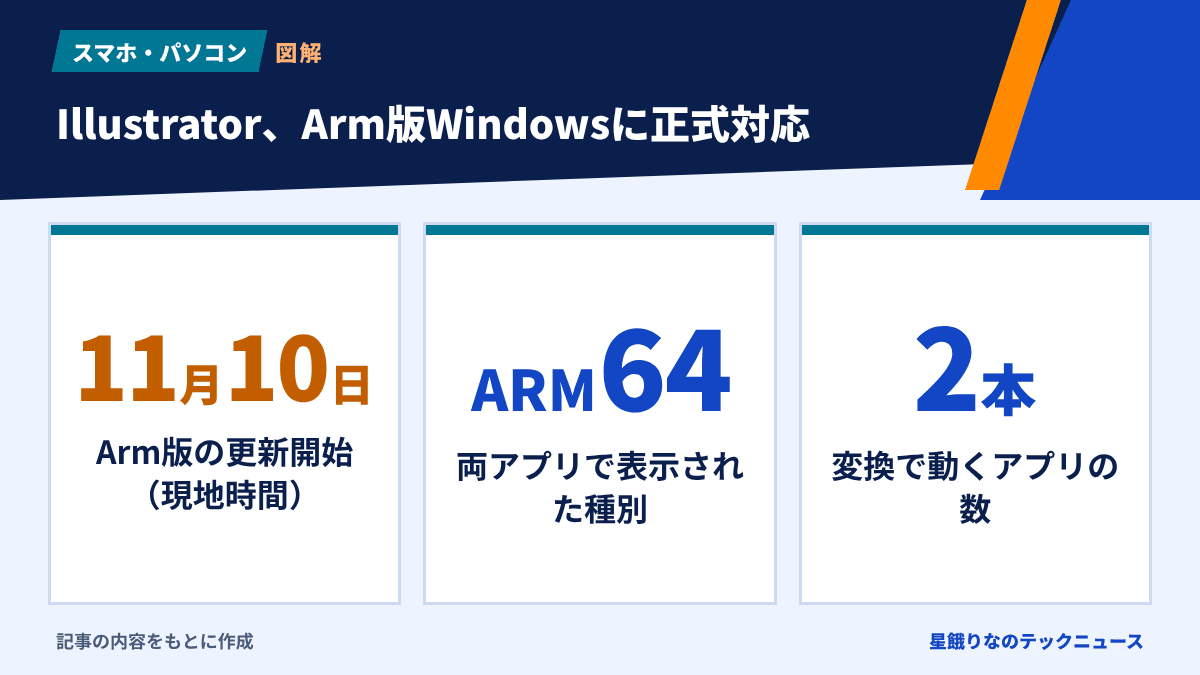 スマホ・パソコン 図解
Illustrator、Arm版Windowsに正式対応
11月10日
Arm版の更新開始
（現地時間）
ARM64
両アプリで表示され
た種別
2本
変換で動くアプリの
数
記事の内容をもとに作成
星餓りなのテックニュース